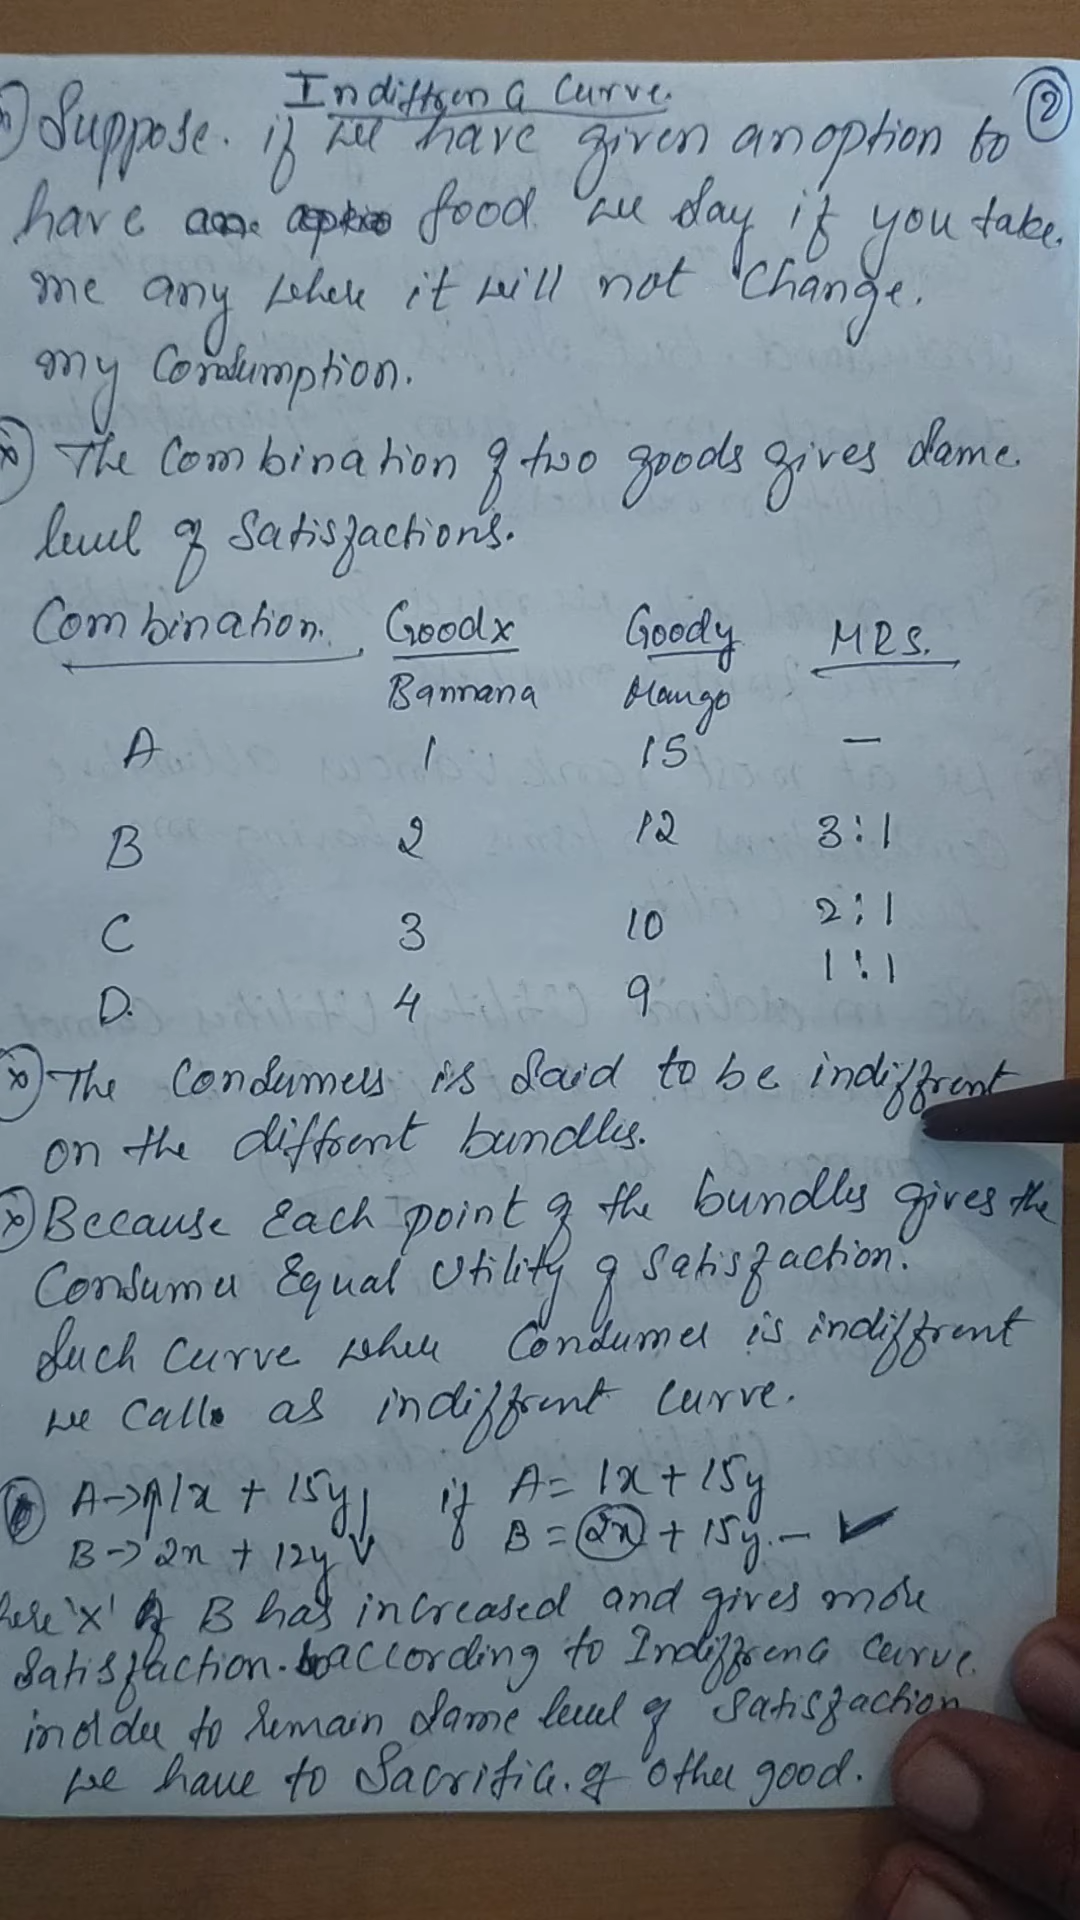 Indiffrence Curve. 2
Suppose. if we have given an option to
have food we say if you take.
me any where it will not Change.
my Consumption.
The Combination of two goods gives same.
level of Satisfactions.
Combination. Good x Good y MRS.
Bannana Mango
A 1 15 —
B 2 12 3:1
C 3 10 2:1
D. 4 9 1:1
The Consumers is said to be indiffrent
on the diffrent bundles.
Because Each point of the bundles gives the
Consumer Equal Utility of Satisfaction.
Such Curve where Consumer is indiffrent
we call as indiffrent curve.
A→↑1x + 15y↓ if A= 1x + 15y
B→2x + 12y B = 2x + 15y. – ✓
here 'x' of B has increased and gives more
Satisfaction. according to Indiffrence Curve.
inorder to remain same level of Satisfaction
we have to Sacrifice. of other good.